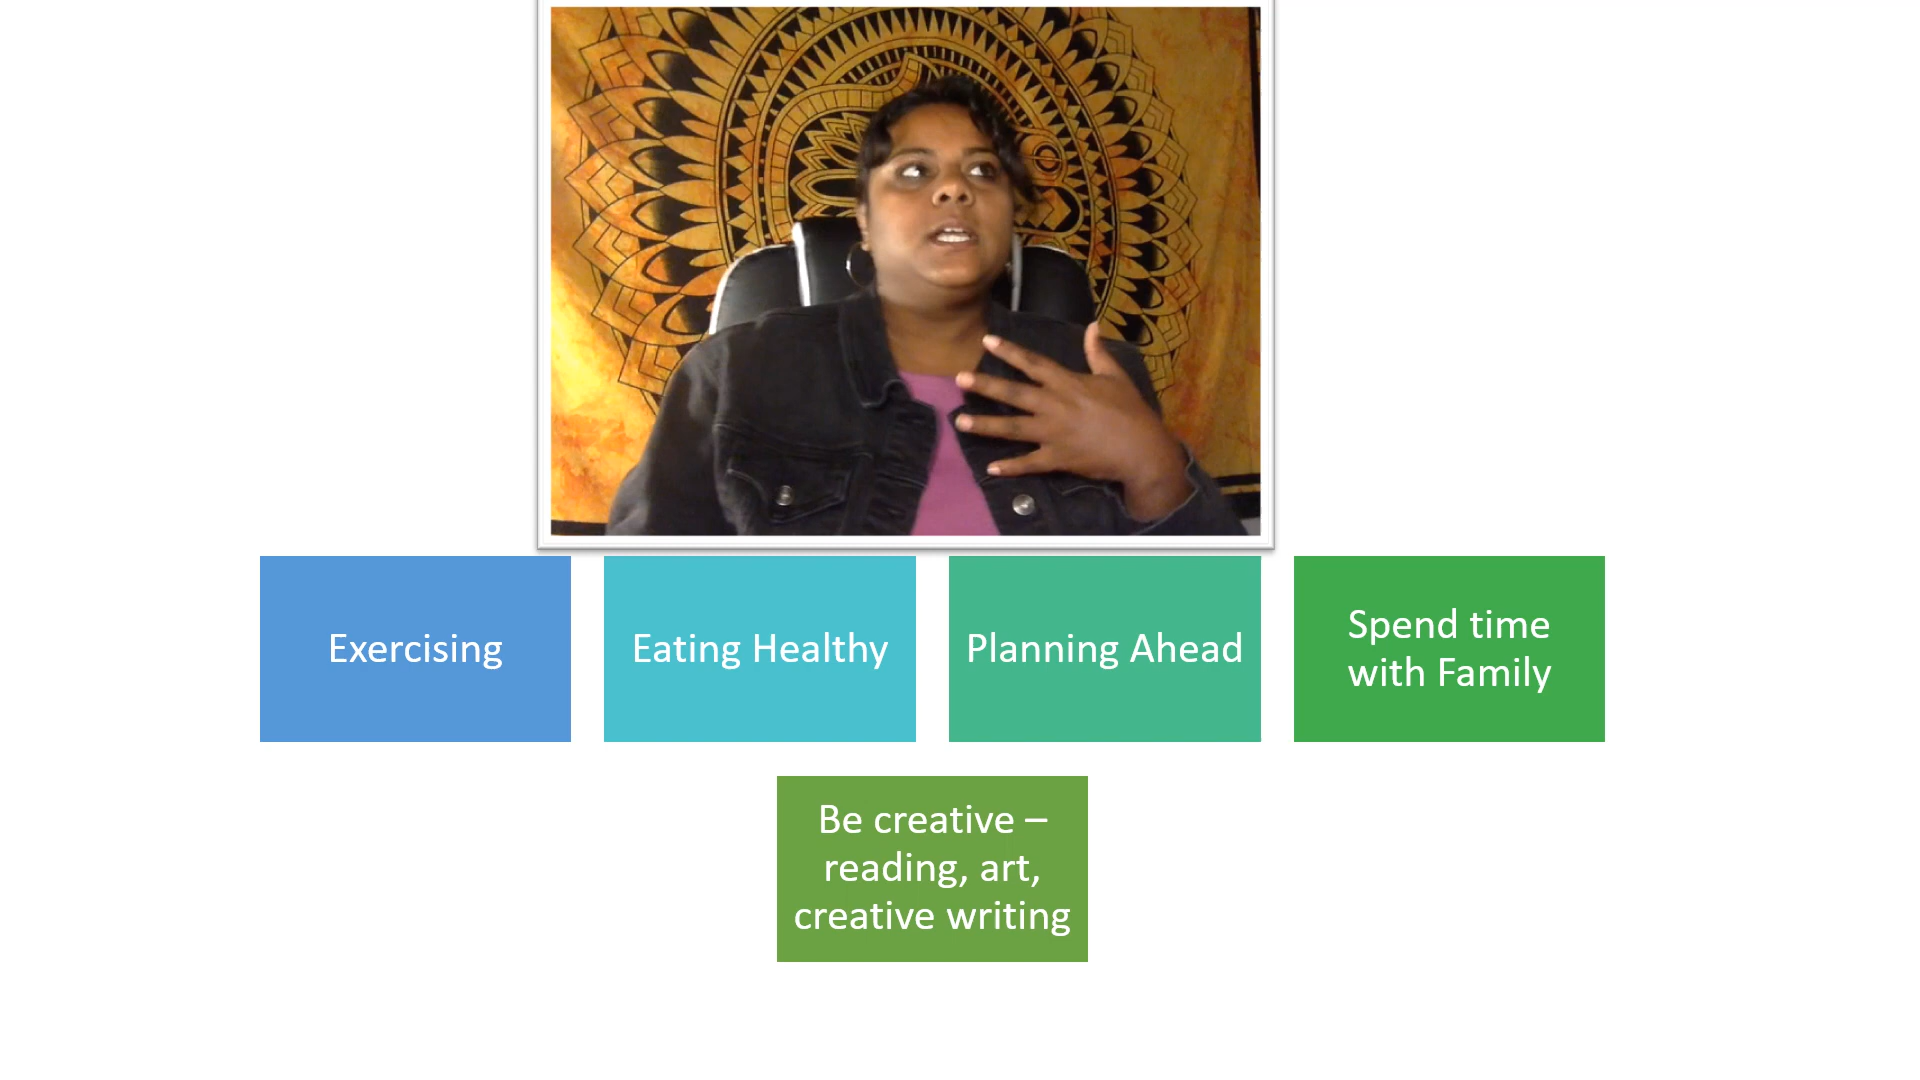 Exercising
Eating Healthy
Planning Ahead
Spend time
with Family
Be creative –
reading, art,
creative writing